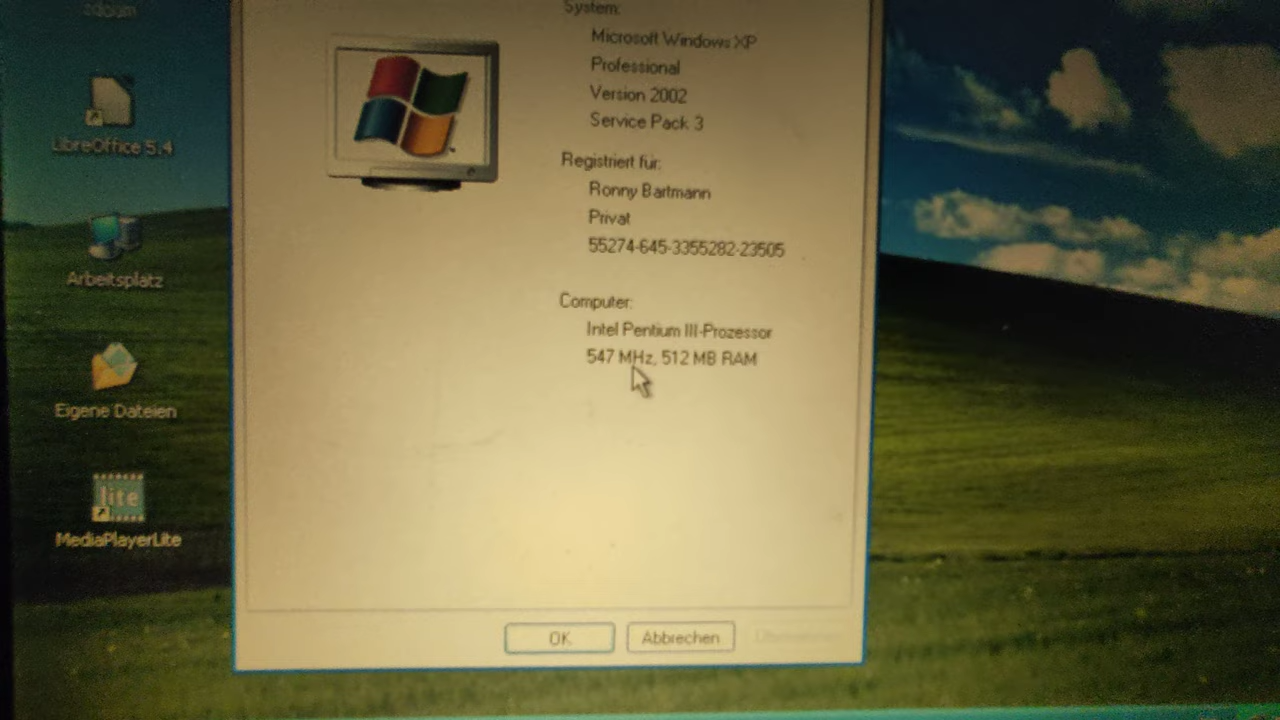 System:
Microsoft Windows XP
Professional
Version 2002
Service Pack 3
Registriert für:
Ronny Bartmann
Privat
55274-645-3355282-23505
Computer:
Intel Pentium III-Prozessor
547 MHz, 512 MB RAM
OK
Abbrechen
LibreOffice 5.4
Arbeitsplatz
Eigene Dateien
lite
MediaPlayerLite